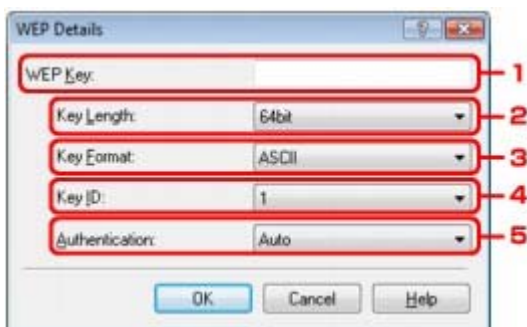 WEP Details
WEP Key: 1
Key Length: 64bit 2
Key Format: ASCII 3
Key ID: 1 4
Authentication: Auto 5
OK Cancel Help